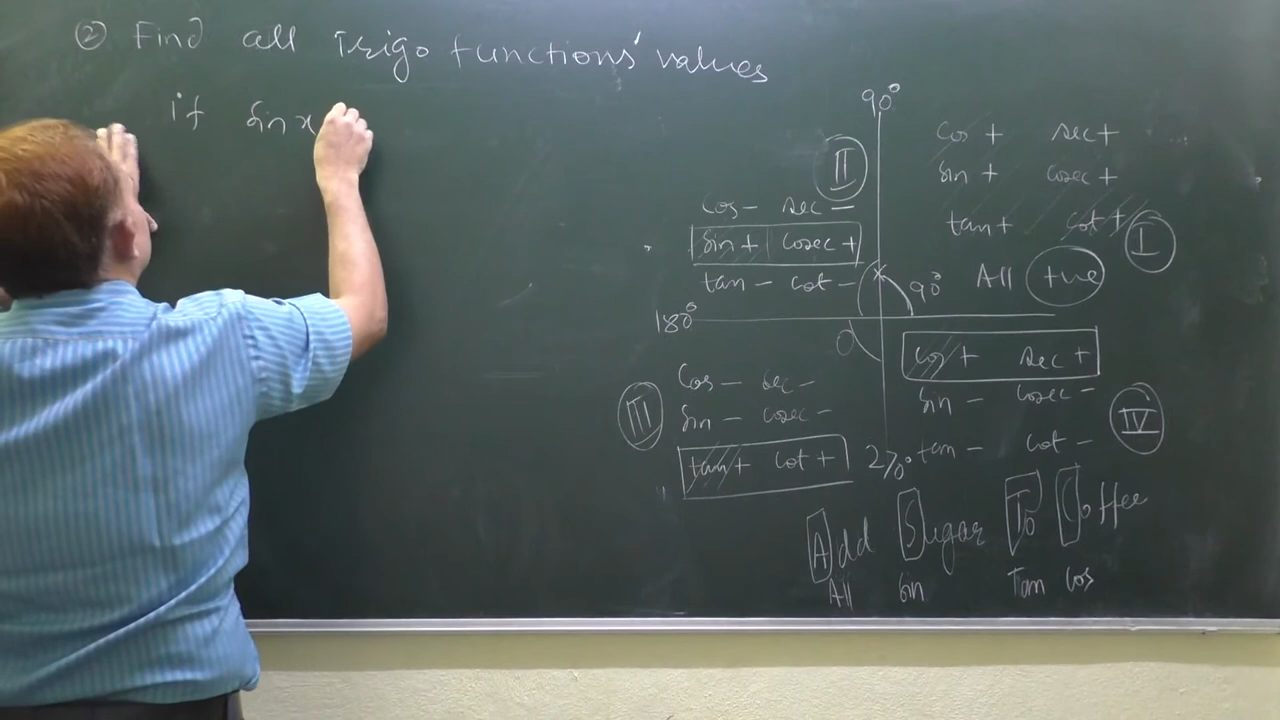 ② Find all Trigo functions' values
if sin x
90°
II
cos - sec -
sin + cosec +
tan - cot -
cos + sec +
sin + cosec +
tan + cot +
I
All +ve
90°
180°
III
cos - sec -
sin - cosec -
tan + cot +
270°
cos + sec +
sin - cosec -
tan - cot -
IV
Add Sugar To Coffee
All sin Tan Cos